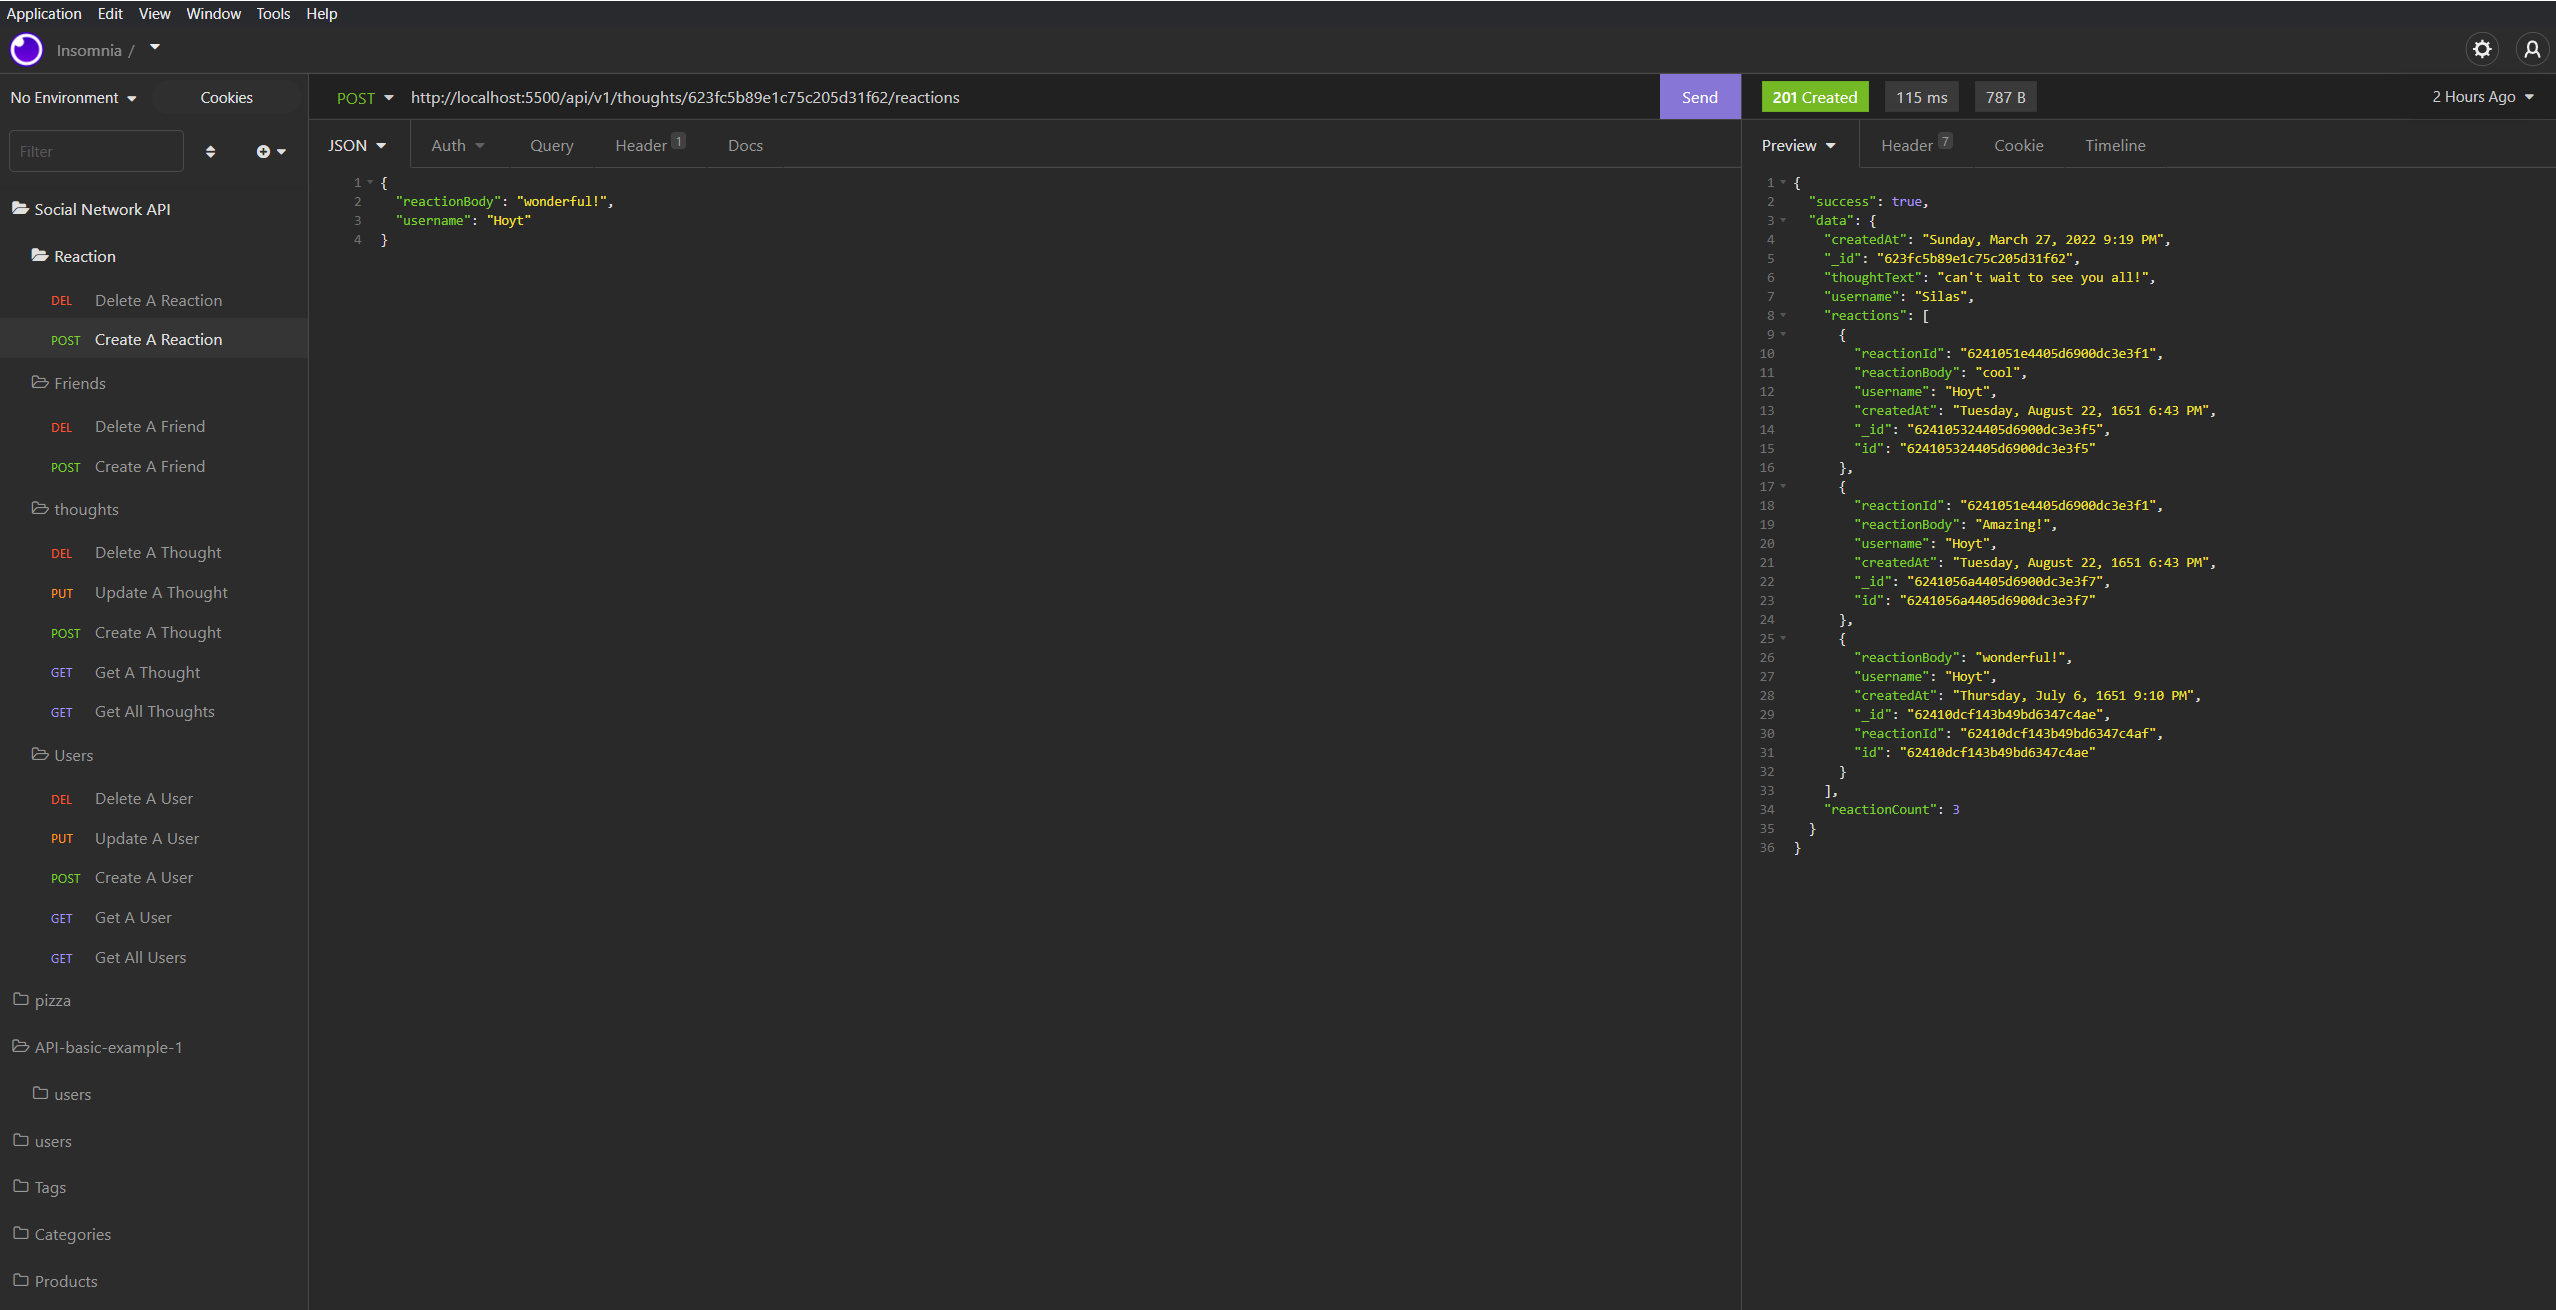 Application Edit View Window Tools Help
Insomnia /
No Environment Cookies
Filter
Social Network API
Reaction
DEL Delete A Reaction
POST Create A Reaction
Friends
DEL Delete A Friend
POST Create A Friend
thoughts
DEL Delete A Thought
PUT Update A Thought
POST Create A Thought
GET Get A Thought
GET Get All Thoughts
Users
DEL Delete A User
PUT Update A User
POST Create A User
GET Get A User
GET Get All Users
pizza
API-basic-example-1
users
users
Tags
Categories
Products
POST http://localhost:5500/api/v1/thoughts/623fc5b89e1c75c205d31f62/reactions Send
JSON Auth Query Header 1 Docs
1 {
2 "reactionBody": "wonderful!",
3 "username": "Hoyt"
4 }
201 Created 115 ms 787 B 2 Hours Ago
Preview Header 7 Cookie Timeline
1 {
2 "success": true,
3 "data": {
4 "createdAt": "Sunday, March 27, 2022 9:19 PM",
5 "_id": "623fc5b89e1c75c205d31f62",
6 "thoughtText": "can't wait to see you all!",
7 "username": "Silas",
8 "reactions": [
9 {
10 "reactionId": "6241051e4405d6900dc3e3f1",
11 "reactionBody": "cool",
12 "username": "Hoyt",
13 "createdAt": "Tuesday, August 22, 1651 6:43 PM",
14 "_id": "624105324405d6900dc3e3f5",
15 "id": "624105324405d6900dc3e3f5"
16 },
17 {
18 "reactionId": "6241051e4405d6900dc3e3f1",
19 "reactionBody": "Amazing!",
20 "username": "Hoyt",
21 "createdAt": "Tuesday, August 22, 1651 6:43 PM",
22 "_id": "6241056a4405d6900dc3e3f7",
23 "id": "6241056a4405d6900dc3e3f7"
24 },
25 {
26 "reactionBody": "wonderful!",
27 "username": "Hoyt",
28 "createdAt": "Thursday, July 6, 1651 9:10 PM",
29 "_id": "62410dcf143b49bd6347c4ae",
30 "reactionId": "62410dcf143b49bd6347c4af",
31 "id": "62410dcf143b49bd6347c4ae"
32 }
33 ],
34 "reactionCount": 3
35 }
36 }